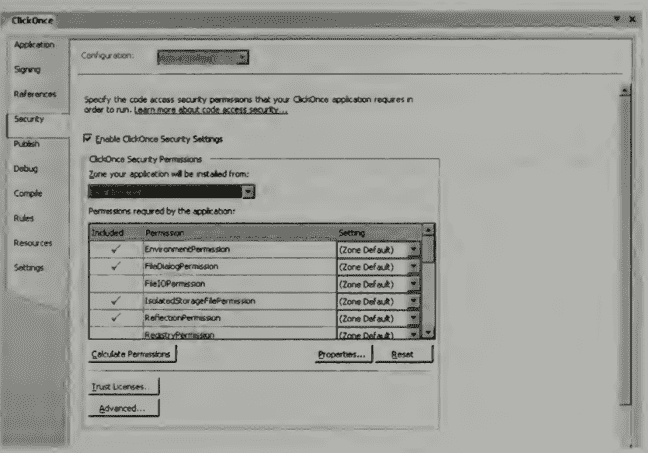 ClickOnce
Application
Signing
References
Security
Publish
Debug
Compile
Rules
Resources
Settings
Configuration:
Specify the code access security permissions that your ClickOnce application requires in
order to run. Learn more about code access security...
Enable ClickOnce Security Settings
ClickOnce Security Permissions
Zone your application will be installed from:
Permissions required by the application:
Included Permission Setting
EnvironmentPermission (Zone Default)
FileDialogPermission (Zone Default)
FileIOPermission (Zone Default)
IsolatedStorageFilePermission (Zone Default)
ReflectionPermission (Zone Default)
RegistryPermission (Zone Default)
Calculate Permissions Properties... Reset
Trust Licenses...
Advanced...